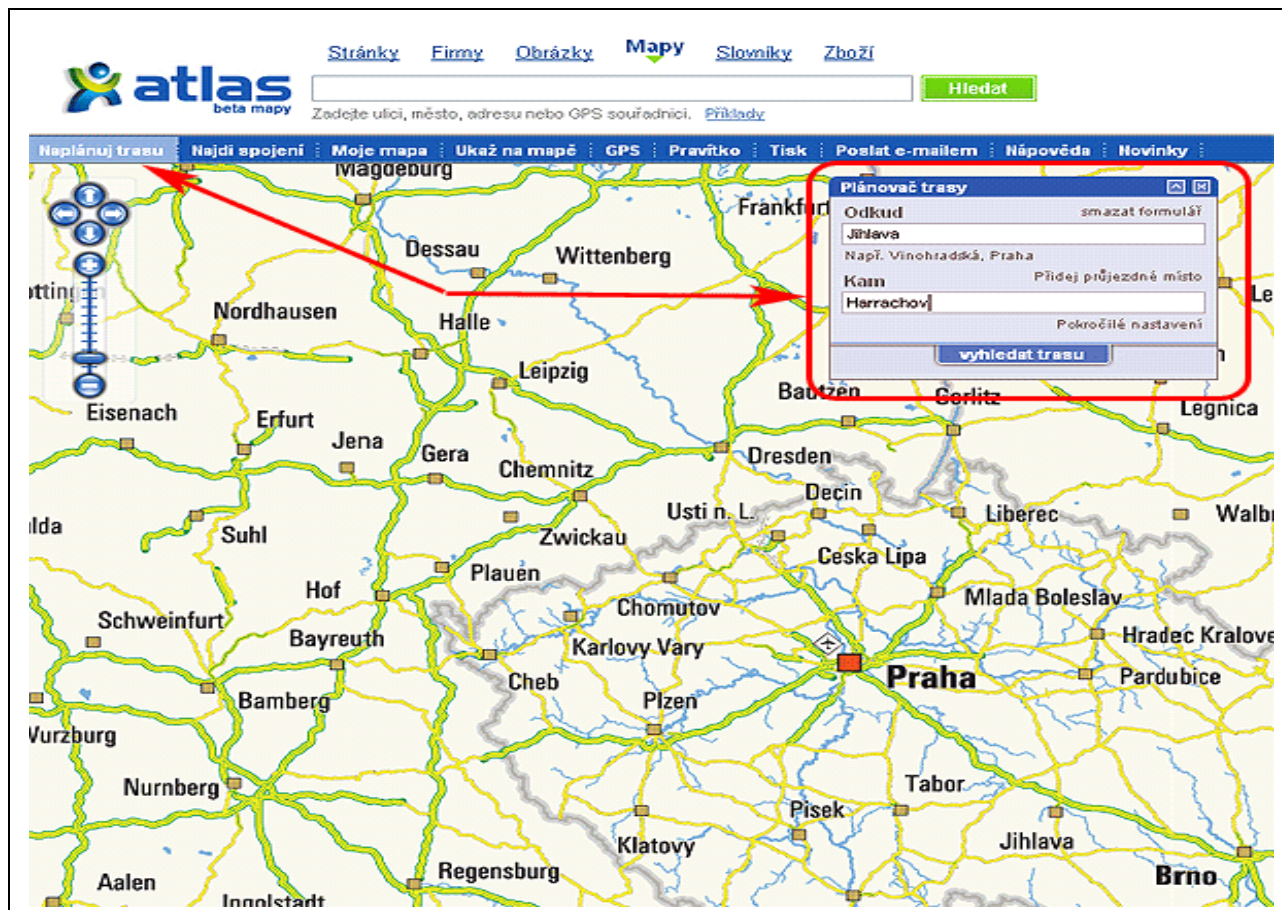 Stránky Firmy Obrázky Mapy Slovníky Zboží
atlas
beta mapy
Hledat
Zadejte ulici, město, adresu nebo GPS souřadnici. Příklady
Naplánuj trasu Najdi spojení Moje mapa Ukaž na mapě GPS Pravítko Tisk Poslat e-mailem Nápověda Novinky
Magdeburg
Plánovač trasy
Odkud smazat formulář
Jihlava
Např. Vinohradská, Praha
Kam Přidej průjezdné místo
Harrachov
Pokročilé nastavení
vyhledat trasu
Dessau
Wittenberg
Nordhausen
Halle
Leipzig
Bautzen
Gorlitz
Legnica
Eisenach
Erfurt
Jena
Gera
Chemnitz
Dresden
Decin
Usti n. L.
Liberec
Suhl
Zwickau
Ceska Lipa
Plauen
Hof
Chomutov
Mlada Boleslav
Schweinfurt
Bayreuth
Karlovy Vary
Hradec Kralove
Praha
Pardubice
Cheb
Bamberg
Plzen
Nurnberg
Tabor
Pisek
Klatovy
Jihlava
Regensburg
Brno
Aalen
Ingolstadt